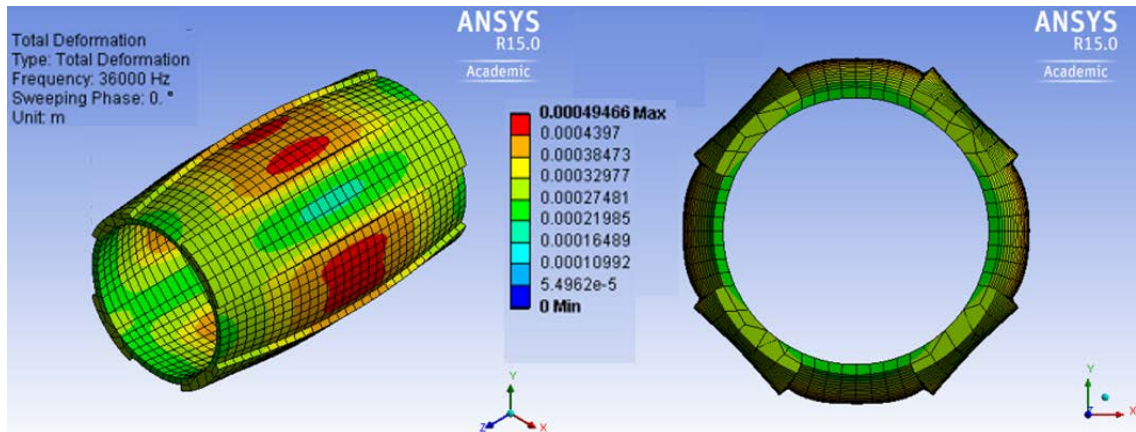 Total Deformation
Type: Total Deformation
Frequency: 36000 Hz
Sweeping Phase: 0. °
Unit: m
ANSYS
R15.0
Academic
0.00049466 Max
0.0004397
0.00038473
0.00032977
0.00027481
0.00021985
0.00016489
0.00010992
5.4962e-5
0 Min
Y
Z
X
ANSYS
R15.0
Academic
Y
Z
X